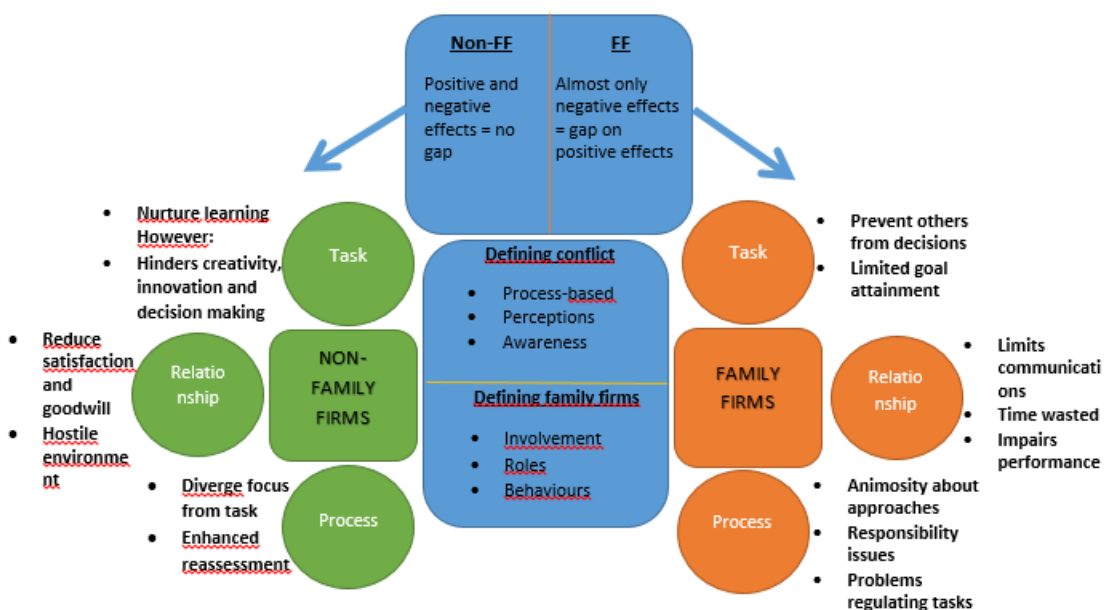 Non-FF
Positive and
negative
effects = no
gap
FF
Almost only
negative effects
= gap on
positive effects
• Nurture learning
However:
• Hinders creativity,
innovation and
decision making
Task
• Reduce
satisfaction
and
goodwill
• Hostile
environme
nt
Relatio
nship
NON-
FAMILY
FIRMS
• Diverge focus
from task
• Enhanced
reassessment
Process
Defining conflict
• Process-based
• Perceptions
• Awareness
Defining family firms
• Involvement
• Roles
• Behaviours
Task
• Prevent others
from decisions
• Limited goal
attainment
FAMILY
FIRMS
Relatio
nship
• Limits
communicati
ons
• Time wasted
• Impairs
performance
Process
• Animosity about
approaches
• Responsibility
issues
• Problems
regulating tasks